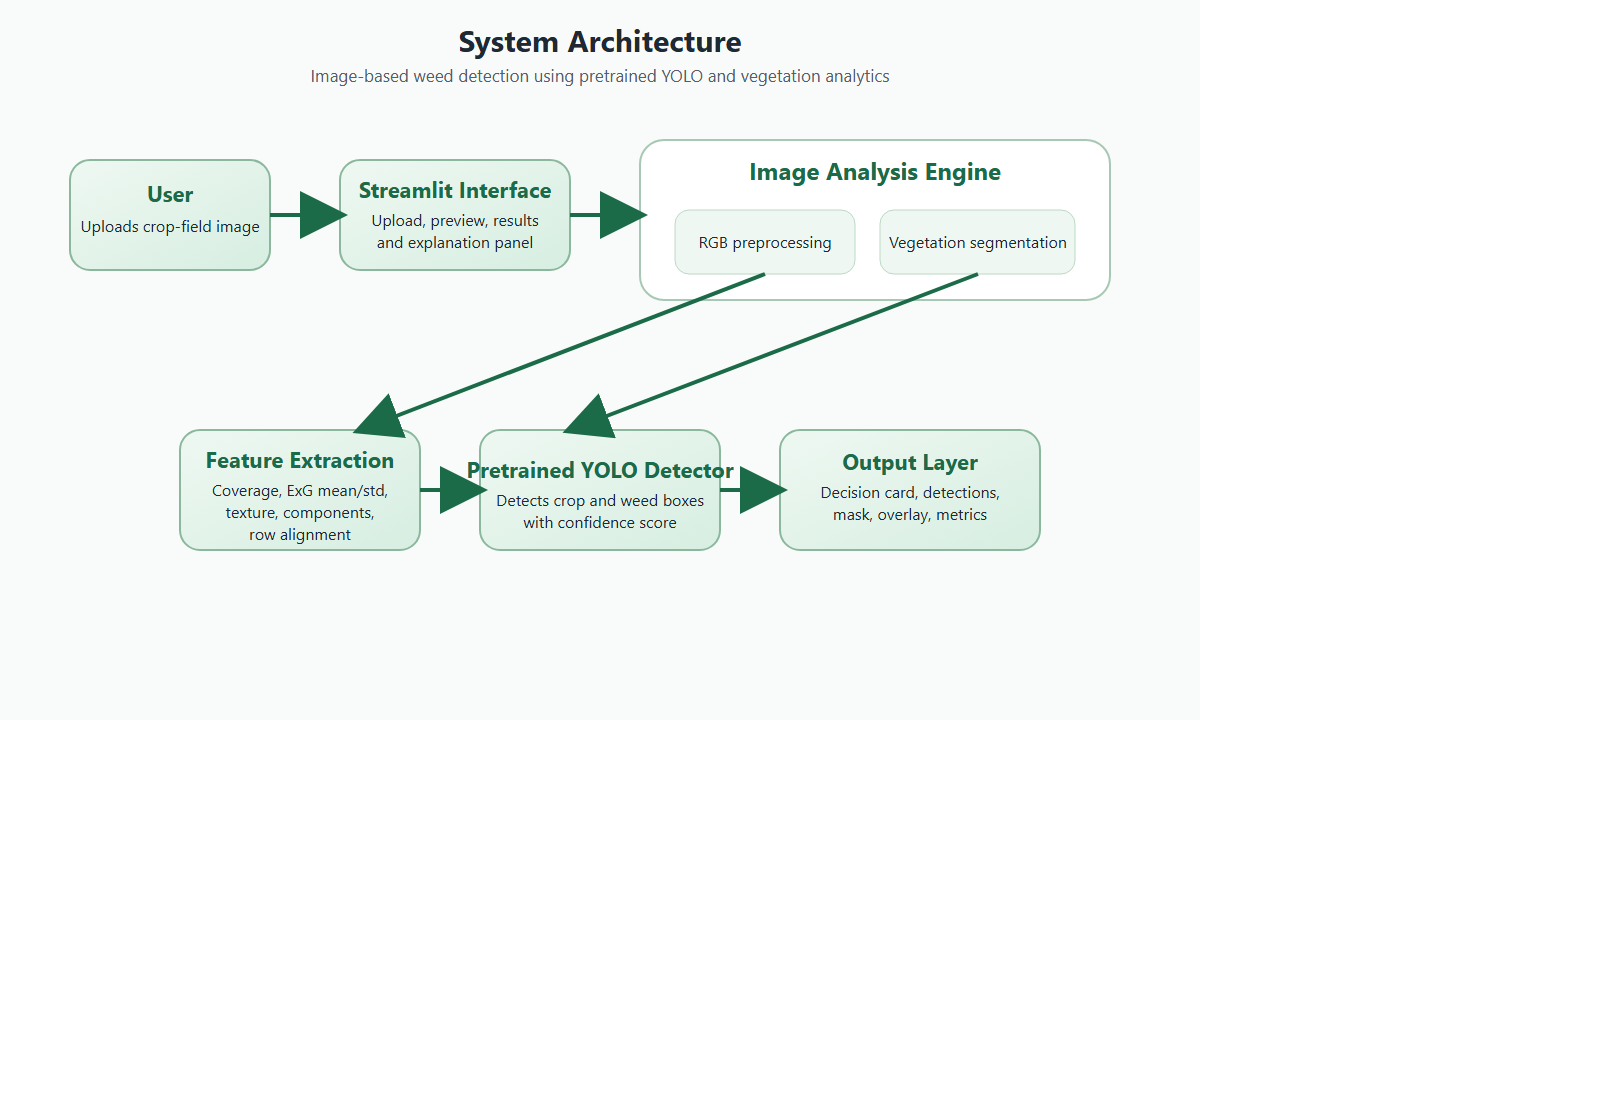 System Architecture
Image-based weed detection using pretrained YOLO and vegetation analytics
User
Uploads crop-field image
Streamlit Interface
Upload, preview, results
and explanation panel
Image Analysis Engine
RGB preprocessing
Vegetation segmentation
Feature Extraction
Coverage, ExG mean/std,
texture, components,
row alignment
Pretrained YOLO Detector
Detects crop and weed boxes
with confidence score
Output Layer
Decision card, detections,
mask, overlay, metrics